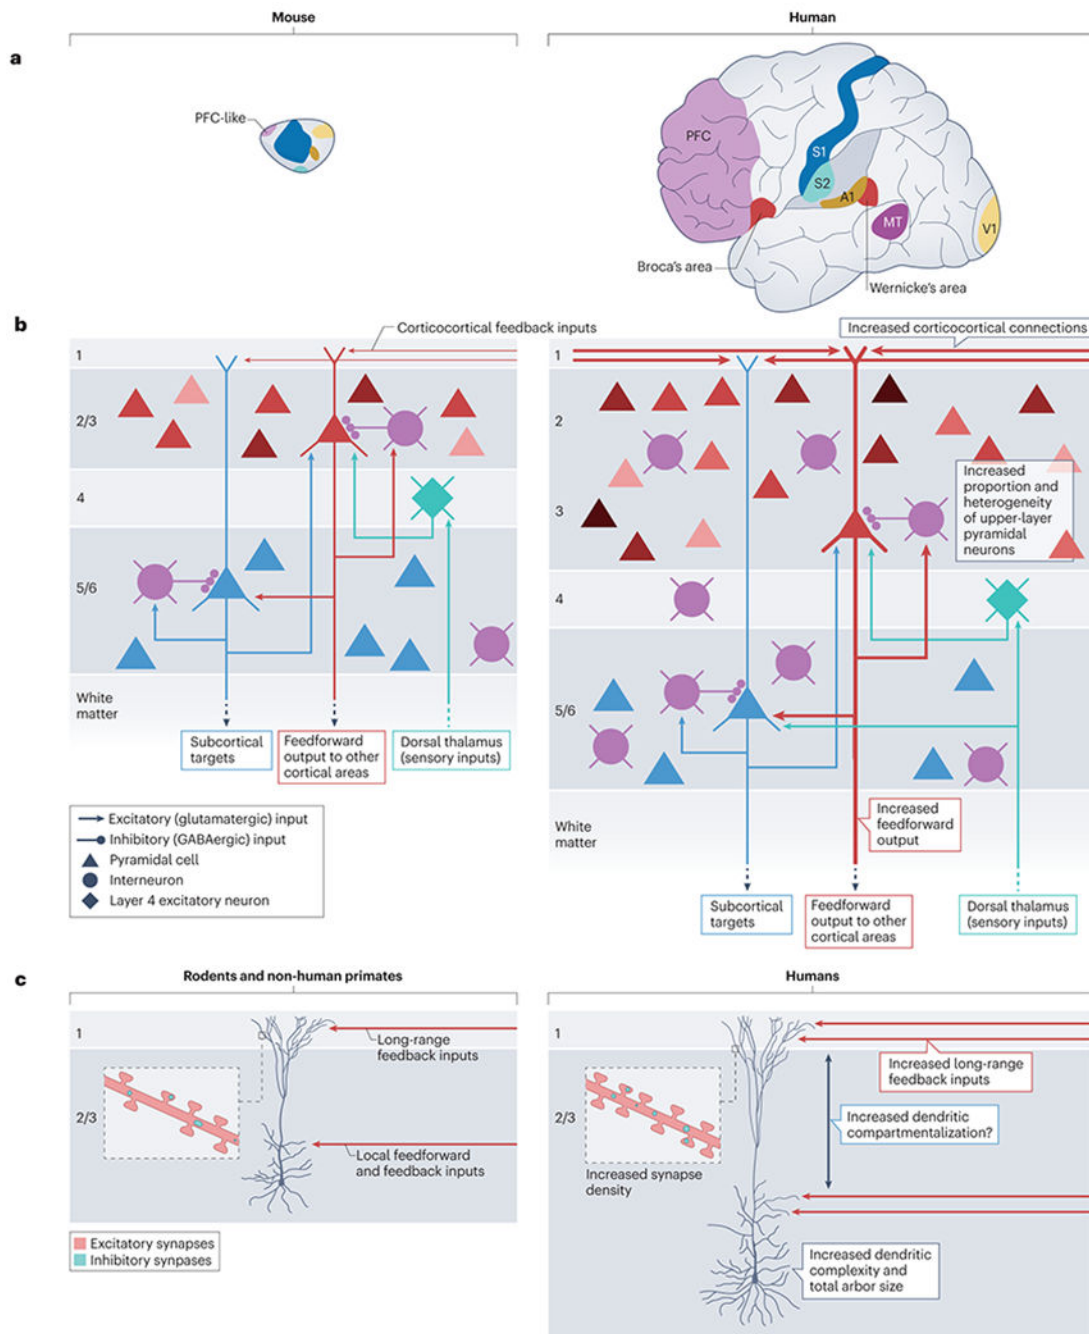 Mouse
Human
a
PFC-like
PFC
S1
S2
A1
MT
V1
Broca's area
Wernicke's area
b
Corticocortical feedback inputs
1
2/3
4
5/6
White
matter
Subcortical
targets
Feedforward
output to other
cortical areas
Dorsal thalamus
(sensory inputs)
Excitatory (glutamatergic) input
Inhibitory (GABAergic) input
Pyramidal cell
Interneuron
Layer 4 excitatory neuron
Increased corticocortical connections
1
2
3
4
5/6
White
matter
Increased
proportion and
heterogeneity
of upper-layer
pyramidal
neurons
Increased
feedforward
output
Subcortical
targets
Feedforward
output to other
cortical areas
Dorsal thalamus
(sensory inputs)
c
Rodents and non-human primates
1
2/3
Long-range
feedback inputs
Local feedforward
and feedback inputs
Excitatory synapses
Inhibitory synpases
Humans
1
2/3
Increased long-range
feedback inputs
Increased dendritic
compartmentalization?
Increased synapse
density
Increased dendritic
complexity and
total arbor size